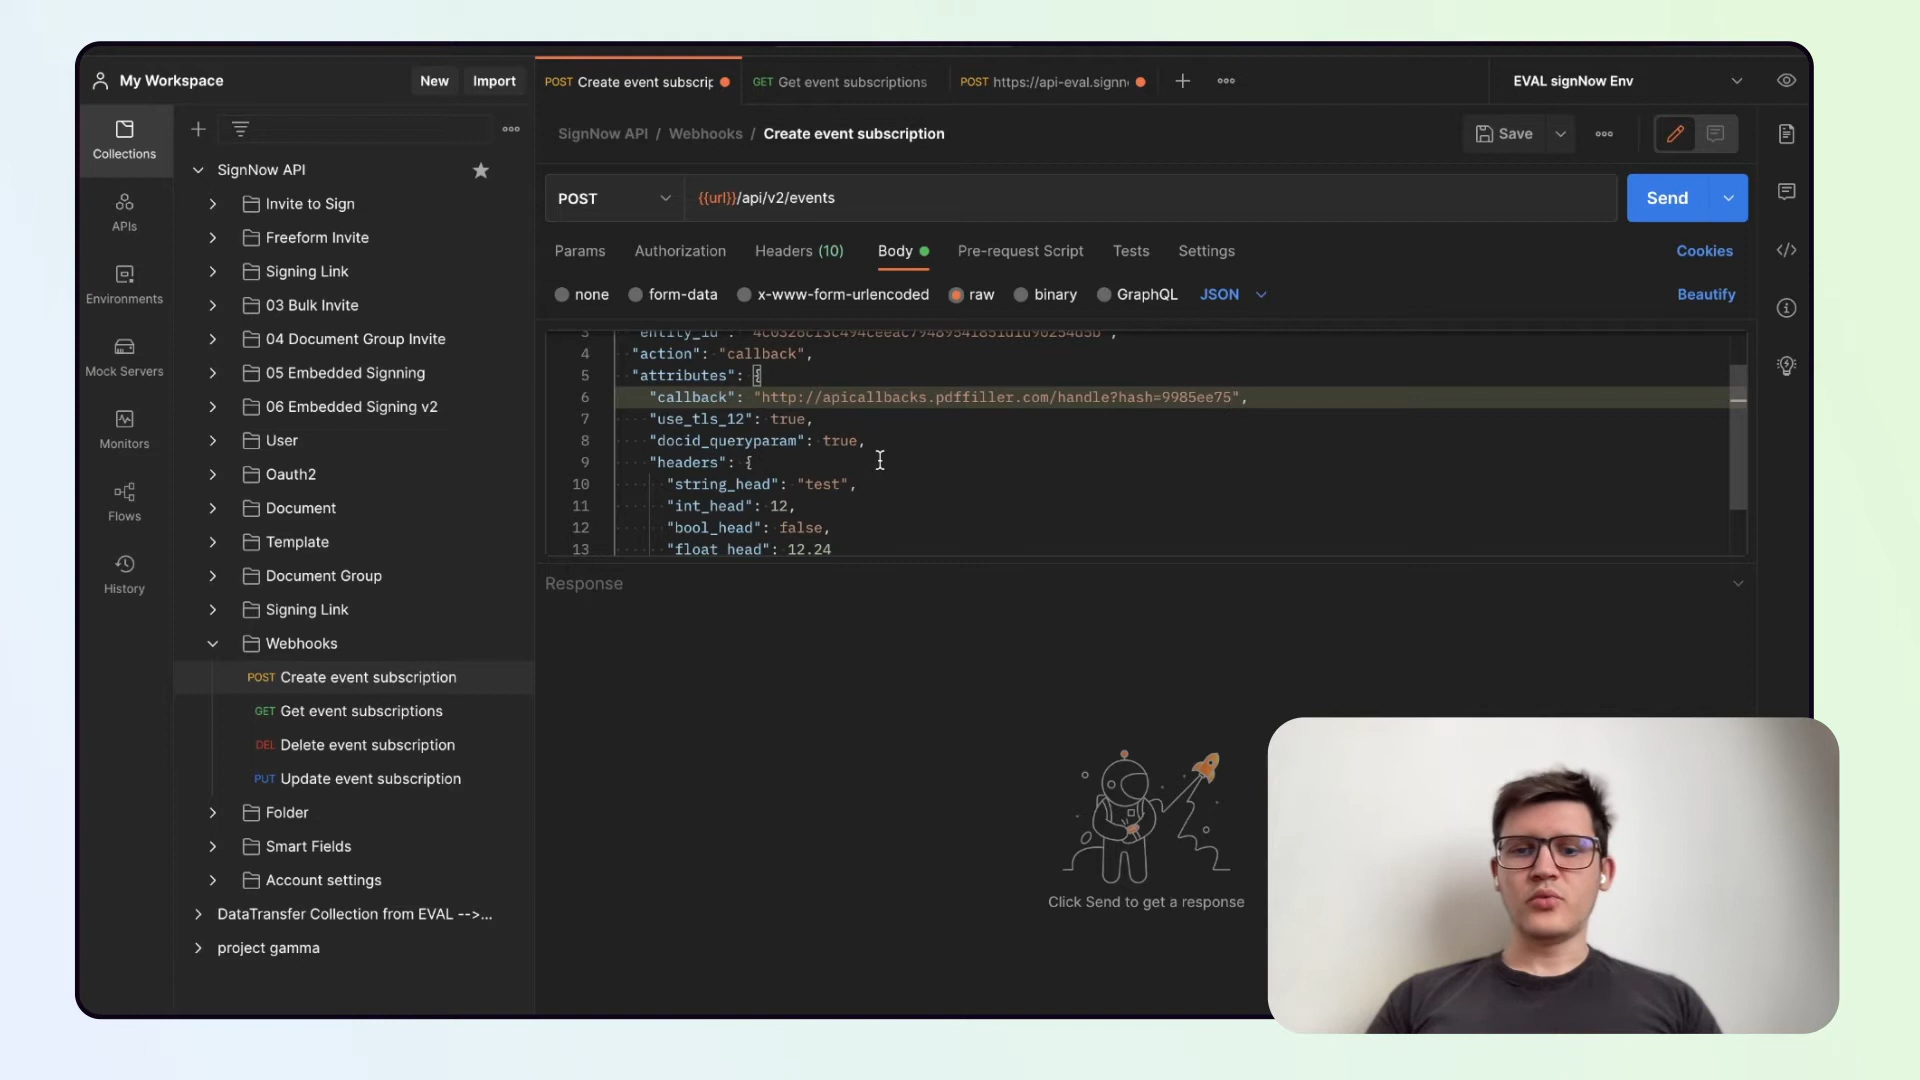 My Workspace
New
Import
POST Create event subscrip
GET Get event subscriptions
POST https://api-eval.signn
EVAL signNow Env
Collections
APIs
Environments
Mock Servers
Monitors
Flows
History
SignNow API
Invite to Sign
Freeform Invite
Signing Link
03 Bulk Invite
04 Document Group Invite
05 Embedded Signning
06 Embedded Signing v2
User
Oauth2
Document
Template
Document Group
Signing Link
Webhooks
POST Create event subscription
GET Get event subscriptions
DEL Delete event subscription
PUT Update event subscription
Folder
Smart Fields
Account settings
DataTransfer Collection from EVAL -->...
project gamma
SignNow API / Webhooks / Create event subscription
Save
POST
{{url}}/api/v2/events
Send
Params
Authorization
Headers (10)
Body
Pre-request Script
Tests
Settings
Cookies
none
form-data
x-www-form-urlencoded
raw
binary
GraphQL
JSON
Beautify
3 "entity_id"
4 "action": "callback",
5 "attributes": {
6 "callback": "http://apicallbacks.pdffiller.com/handle?hash=9985ee75",
7 "use_tls_12": true,
8 "docid_queryparam": true,
9 "headers": {
10 "string_head": "test",
11 "int_head": 12,
12 "bool_head": false,
13 "float_head": 12.24
Response
Click Send to get a response